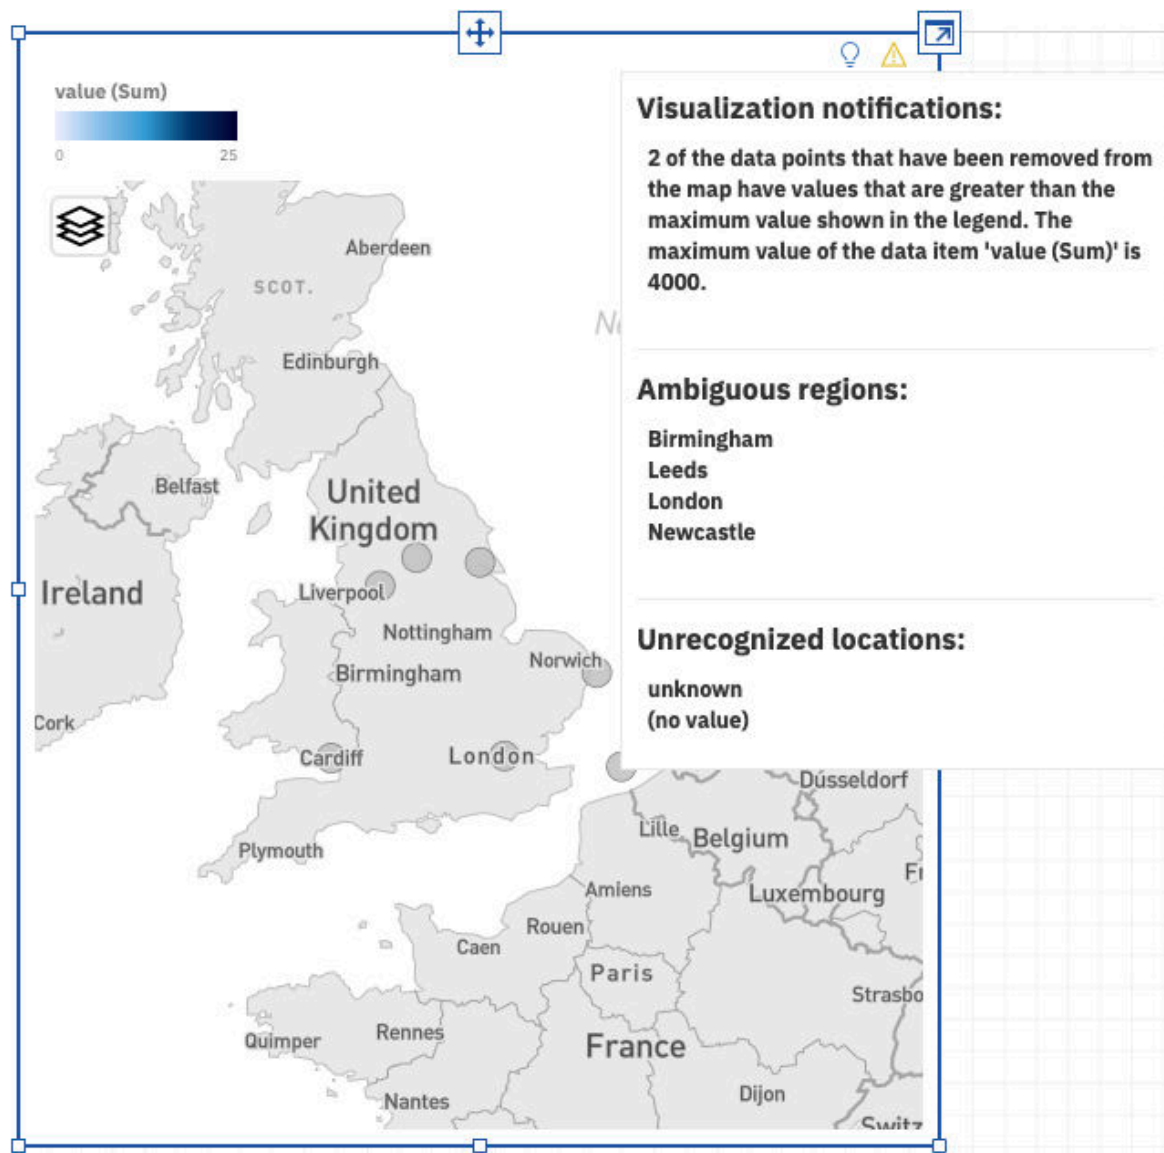 value (Sum)
0 25
Visualization notifications:
2 of the data points that have been removed from
the map have values that are greater than the
maximum value shown in the legend. The
maximum value of the data item 'value (Sum)' is
4000.
Ambiguous regions:
Birmingham
Leeds
London
Newcastle
Unrecognized locations:
unknown
(no value)
Aberdeen
SCOT.
Edinburgh
Belfast
United
Kingdom
Ireland
Liverpool
Nottingham
Norwich
Birmingham
Cork
Cardiff
London
Düsseldorf
Lille
Belgium
Plymouth
Amiens
Luxembourg
Rouen
Caen
Paris
Strasbo
Rennes
Quimper
France
Dijon
Nantes
Switz